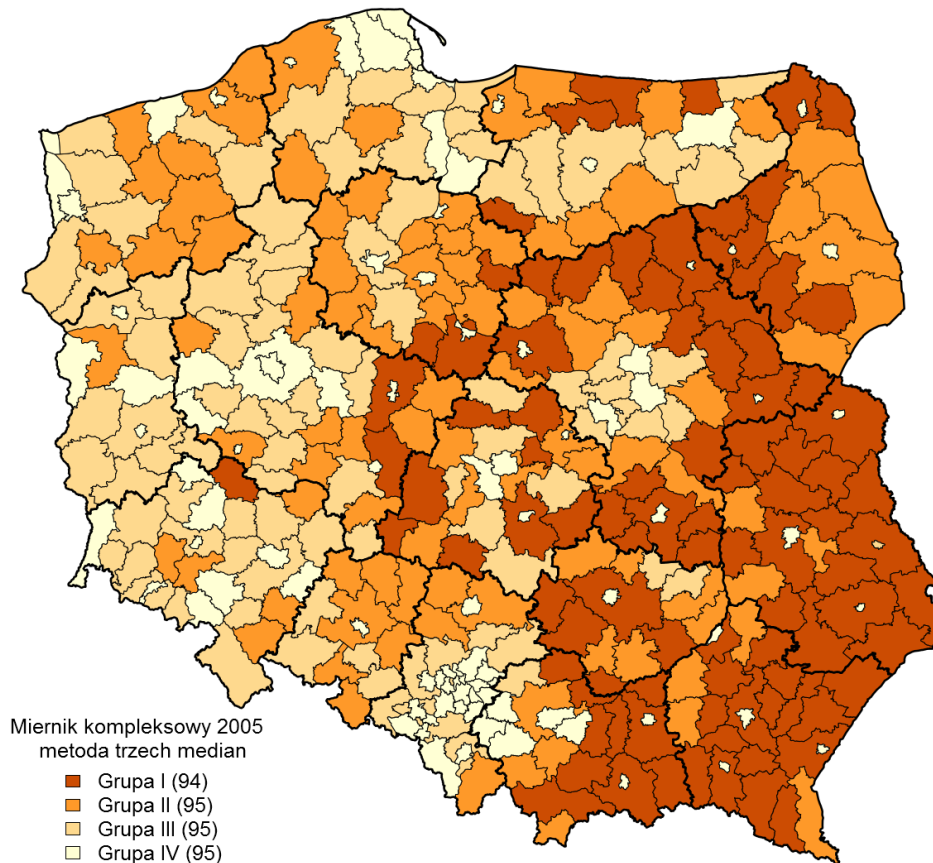 Miernik kompleksowy 2005
metoda trzech median
Grupa I (94)
Grupa II (95)
Grupa III (95)
Grupa IV (95)